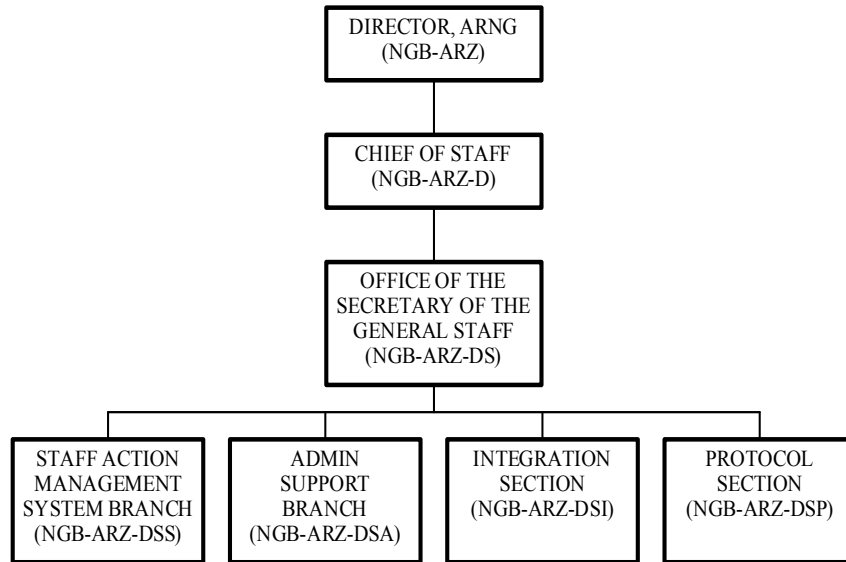 DIRECTOR, ARNG
(NGB-ARZ)
CHIEF OF STAFF
(NGB-ARZ-D)
OFFICE OF THE
SECRETARY OF THE
GENERAL STAFF
(NGB-ARZ-DS)
STAFF ACTION
MANAGEMENT
SYSTEM BRANCH
(NGB-ARZ-DSS)
ADMIN
SUPPORT
BRANCH
(NGB-ARZ-DSA)
INTEGRATION
SECTION
(NGB-ARZ-DSI)
PROTOCOL
SECTION
(NGB-ARZ-DSP)